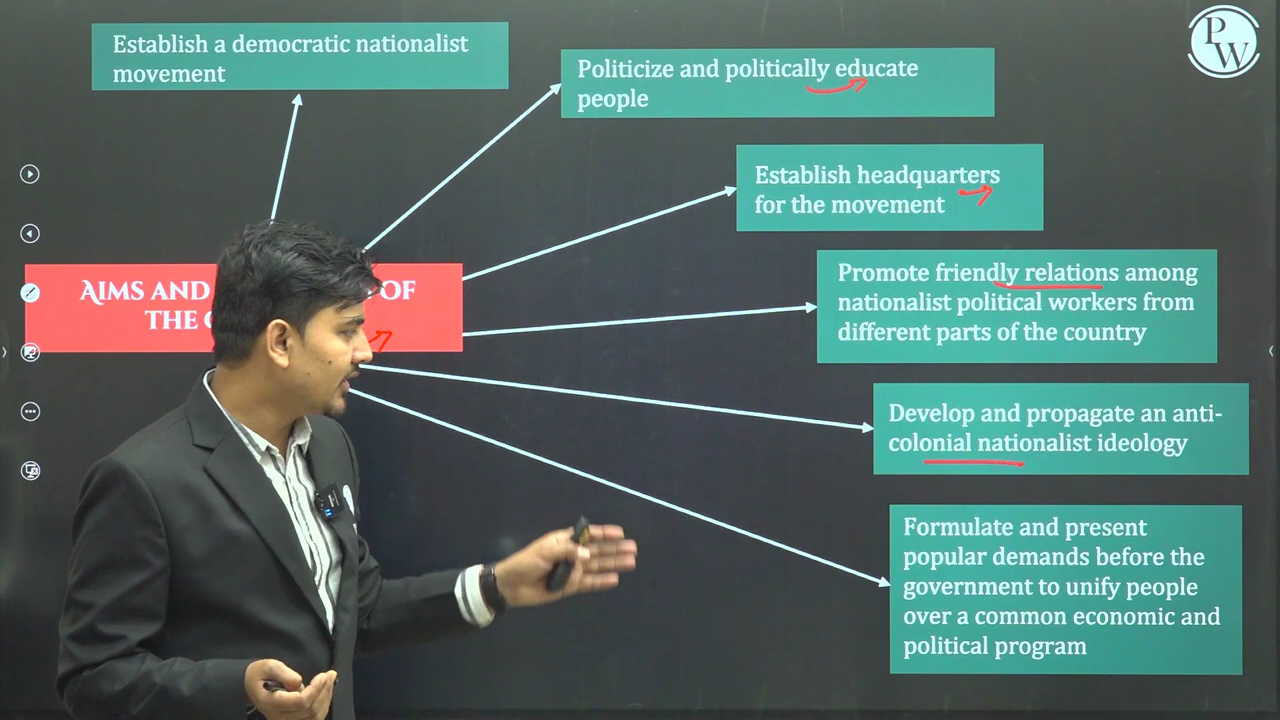 Establish a democratic nationalist
movement
P
W
Politicize and politically educate
people
Establish headquarters
for the movement
AIMS AND OF
THE
Promote friendly relations among
nationalist political workers from
different parts of the country
Develop and propagate an anti-
colonial nationalist ideology
Formulate and present
popular demands before the
government to unify people
over a common economic and
political program